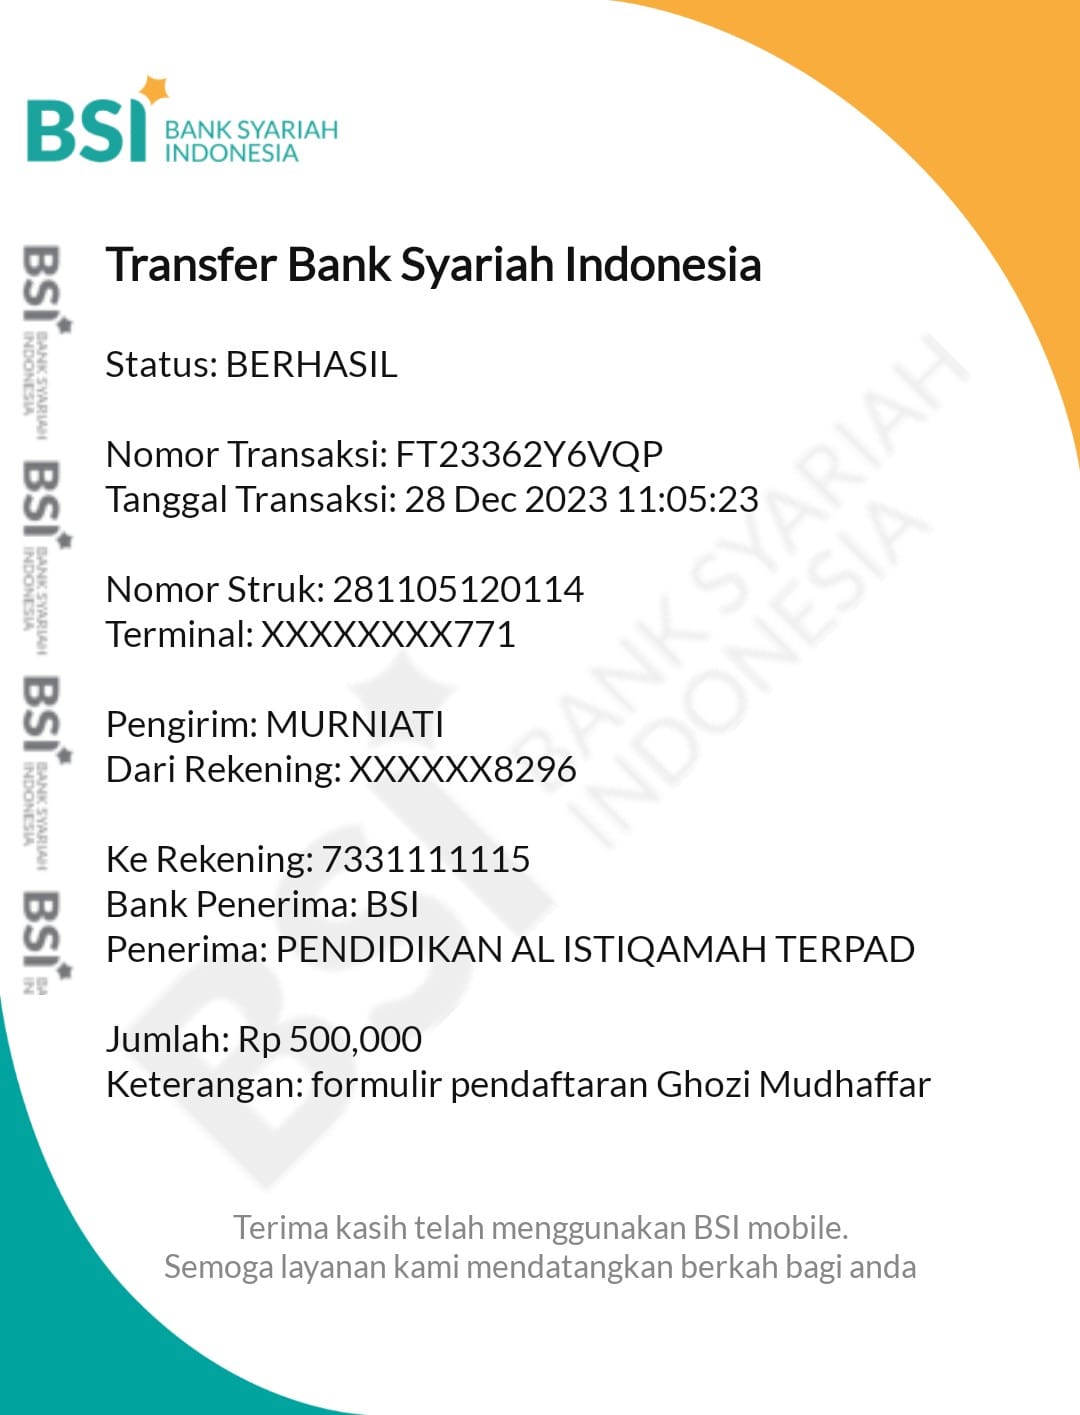 BSI BANK SYARIAH
INDONESIA
Transfer Bank Syariah Indonesia
Status: BERHASIL
Nomor Transaksi: FT23362Y6VQP
Tanggal Transaksi: 28 Dec 2023 11:05:23
Nomor Struk: 281105120114
Terminal: XXXXXXXX771
Pengirim: MURNIATI
Dari Rekening: XXXXXX8296
Ke Rekening: 7331111115
Bank Penerima: BSI
Penerima: PENDIDIKAN AL ISTIQAMAH TERPAD
Jumlah: Rp 500,000
Keterangan: formulir pendaftaran Ghozi Mudhaffar
Terima kasih telah menggunakan BSI mobile.
Semoga layanan kami mendatangkan berkah bagi anda
BSI BANK SYARIAH
INDONESIA
BSI BANK SYARIAH
INDONESIA
BSI BANK SYARIAH
INDONESIA
BSI BA
IN
BSI BANK SYARIAH
INDONESIA